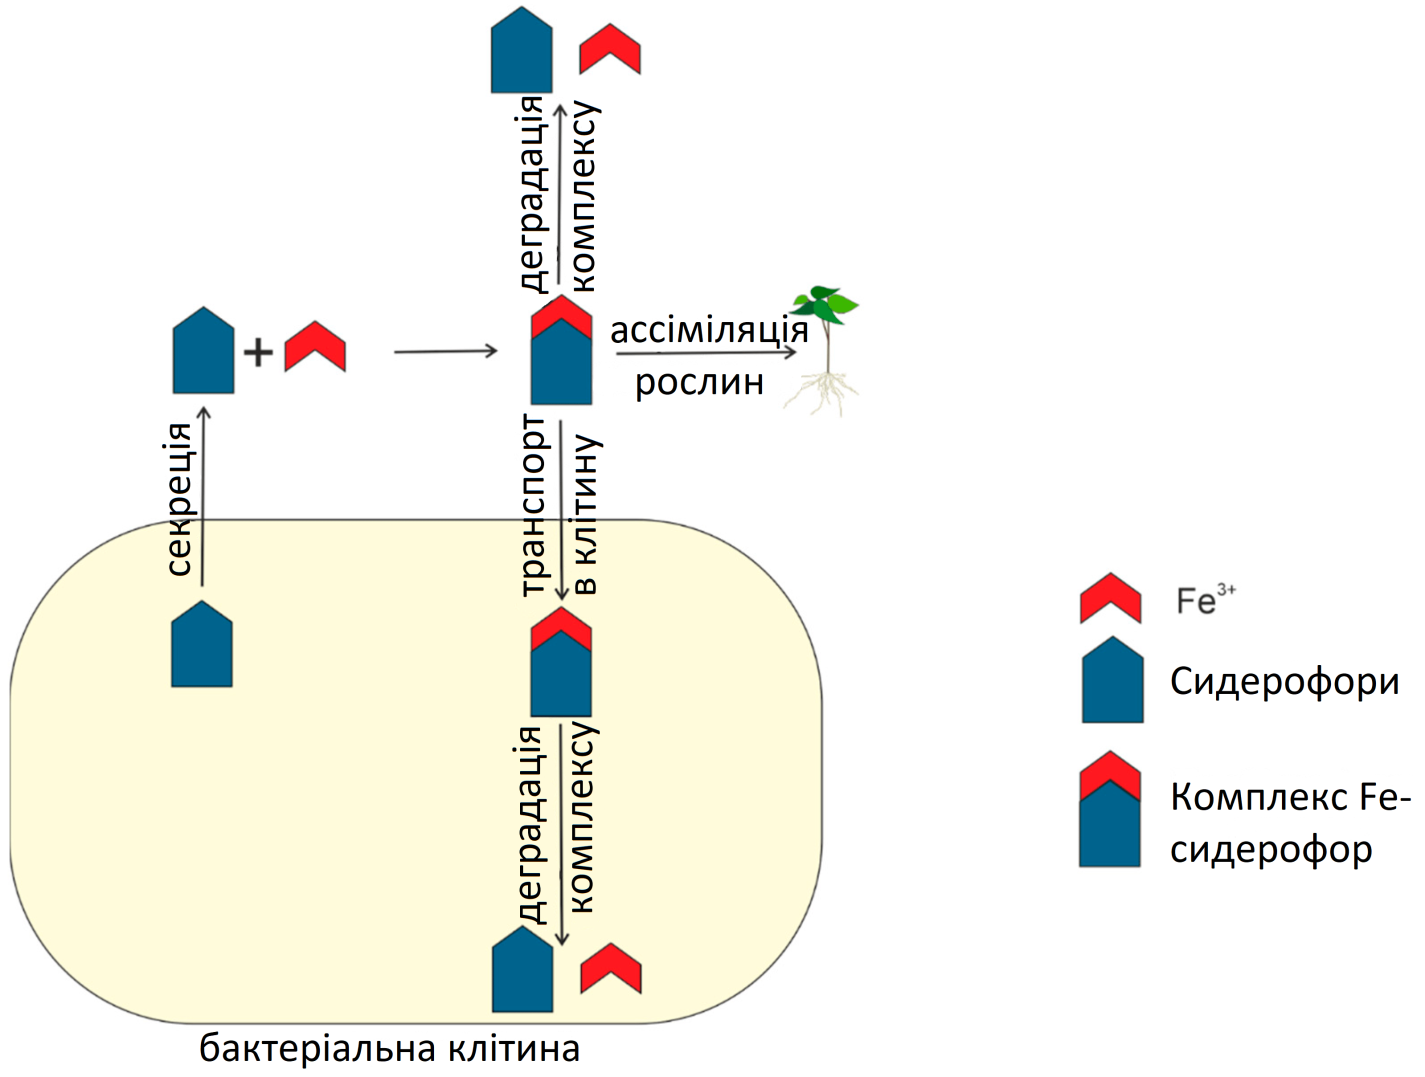 деградація
комплексу
ассіміляція
рослин
секреція
транспорт
в клітину
деградація
комплексу
бактеріальна клітина
Fe³⁺
Сидерофори
Комплекс Fe-
сидерофор